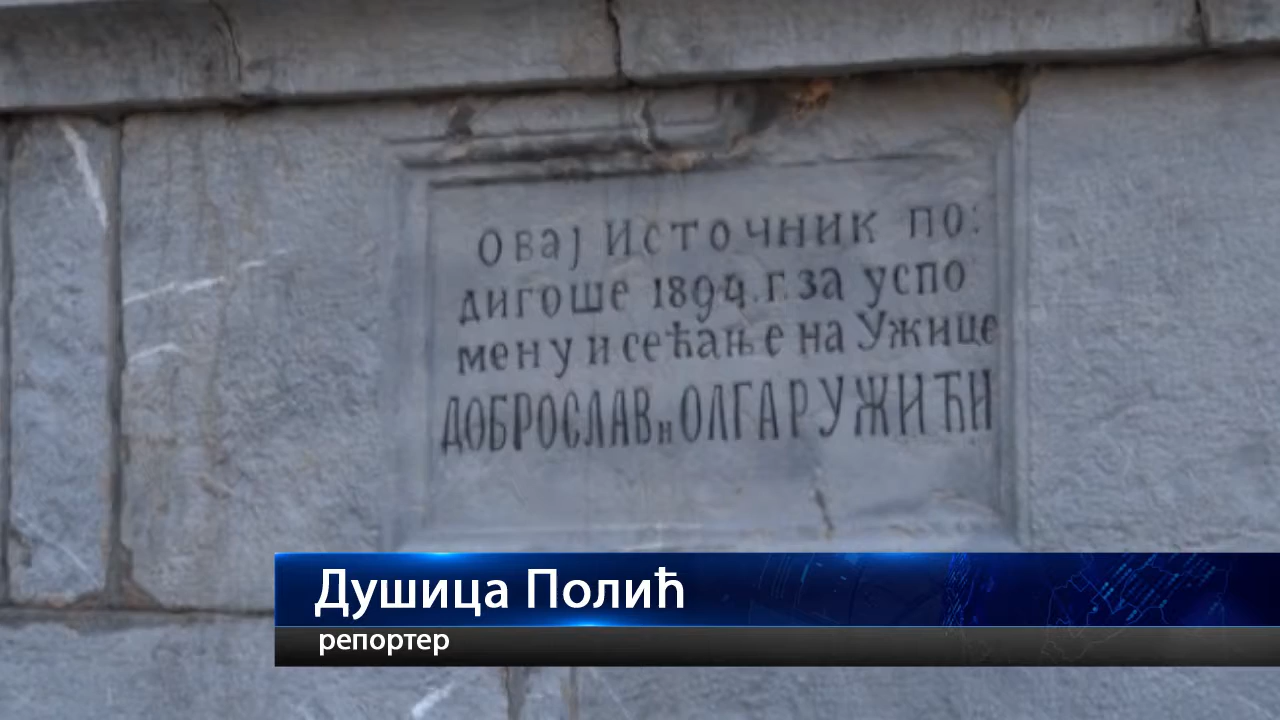 Овај Источник по:
дигоше 1894. г. за успо
мену и сећање на Ужице
ДОБРОСЛАВ и ОЛГА РУЖИЋИ
Душица Полић
репортер